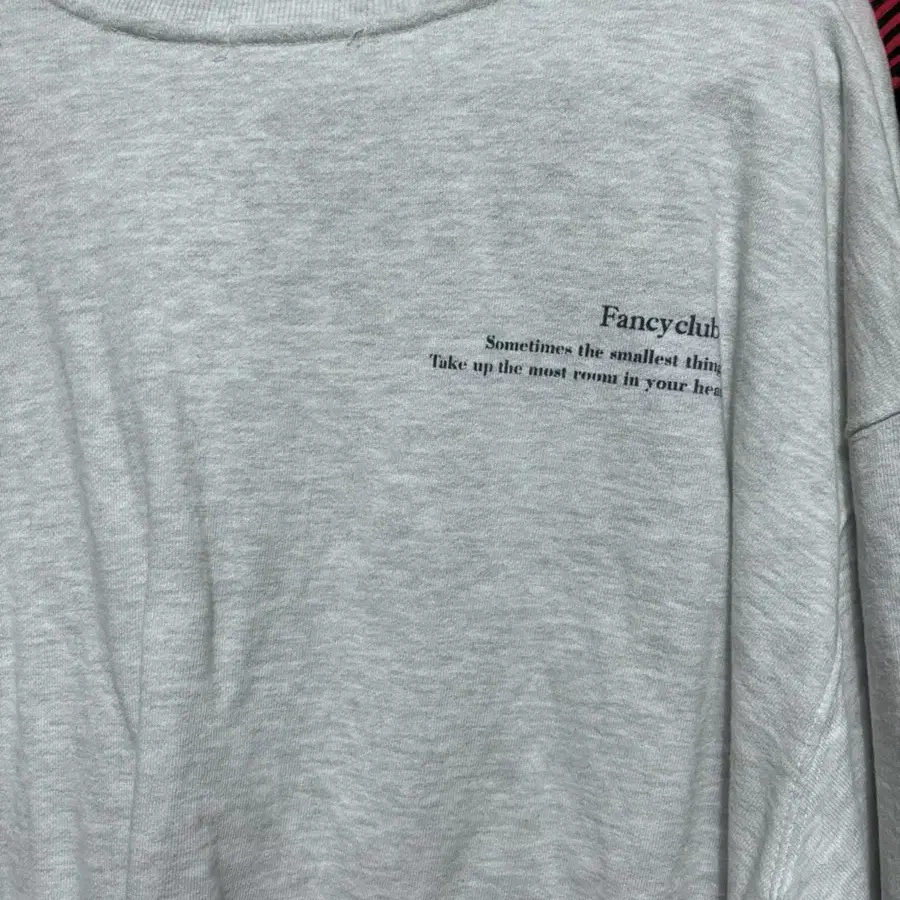 Fancyclub
Sometimes the smallest thing
Take up the most room in your hea